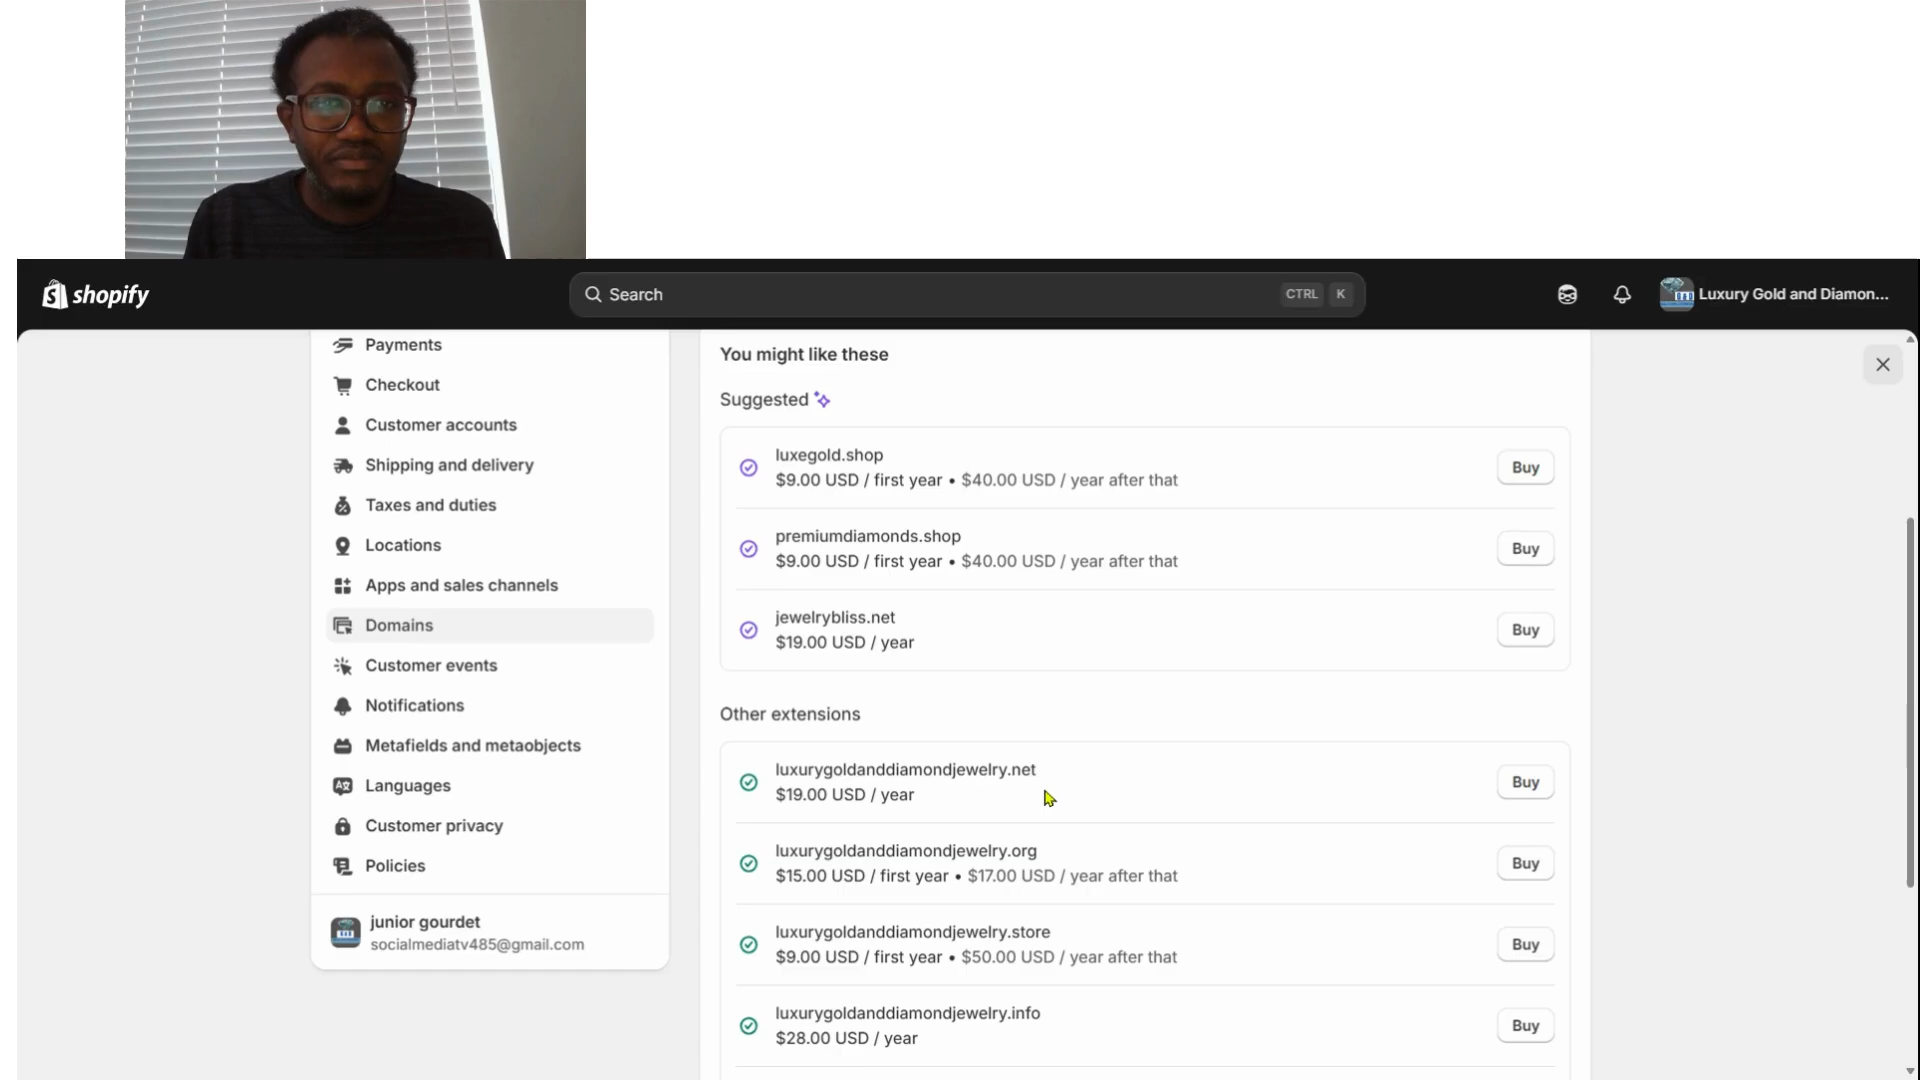 shopify
Search
CTRL K
Luxury Gold and Diamon...
Payments
Checkout
Customer accounts
Shipping and delivery
Taxes and duties
Locations
Apps and sales channels
Domains
Customer events
Notifications
Metafields and metaobjects
Languages
Customer privacy
Policies
junior gourdet
socialmediatv485@gmail.com
You might like these
Suggested
luxegold.shop
$9.00 USD / first year • $40.00 USD / year after that
Buy
premiumdiamonds.shop
$9.00 USD / first year • $40.00 USD / year after that
Buy
jewelrybliss.net
$19.00 USD / year
Buy
Other extensions
luxurygoldanddiamondjewelry.net
$19.00 USD / year
Buy
luxurygoldanddiamondjewelry.org
$15.00 USD / first year • $17.00 USD / year after that
Buy
luxurygoldanddiamondjewelry.store
$9.00 USD / first year • $50.00 USD / year after that
Buy
luxurygoldanddiamondjewelry.info
$28.00 USD / year
Buy